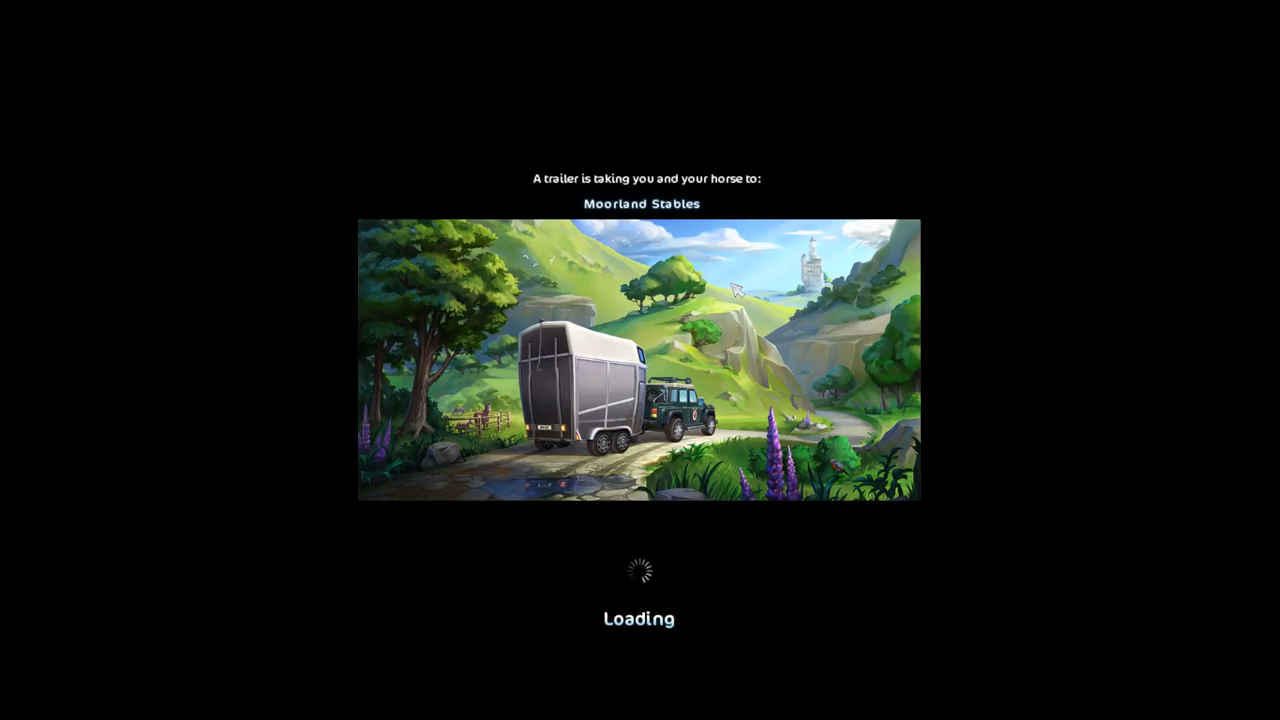 A trailer is taking you and your horse to:
Moorland Stables
Loading